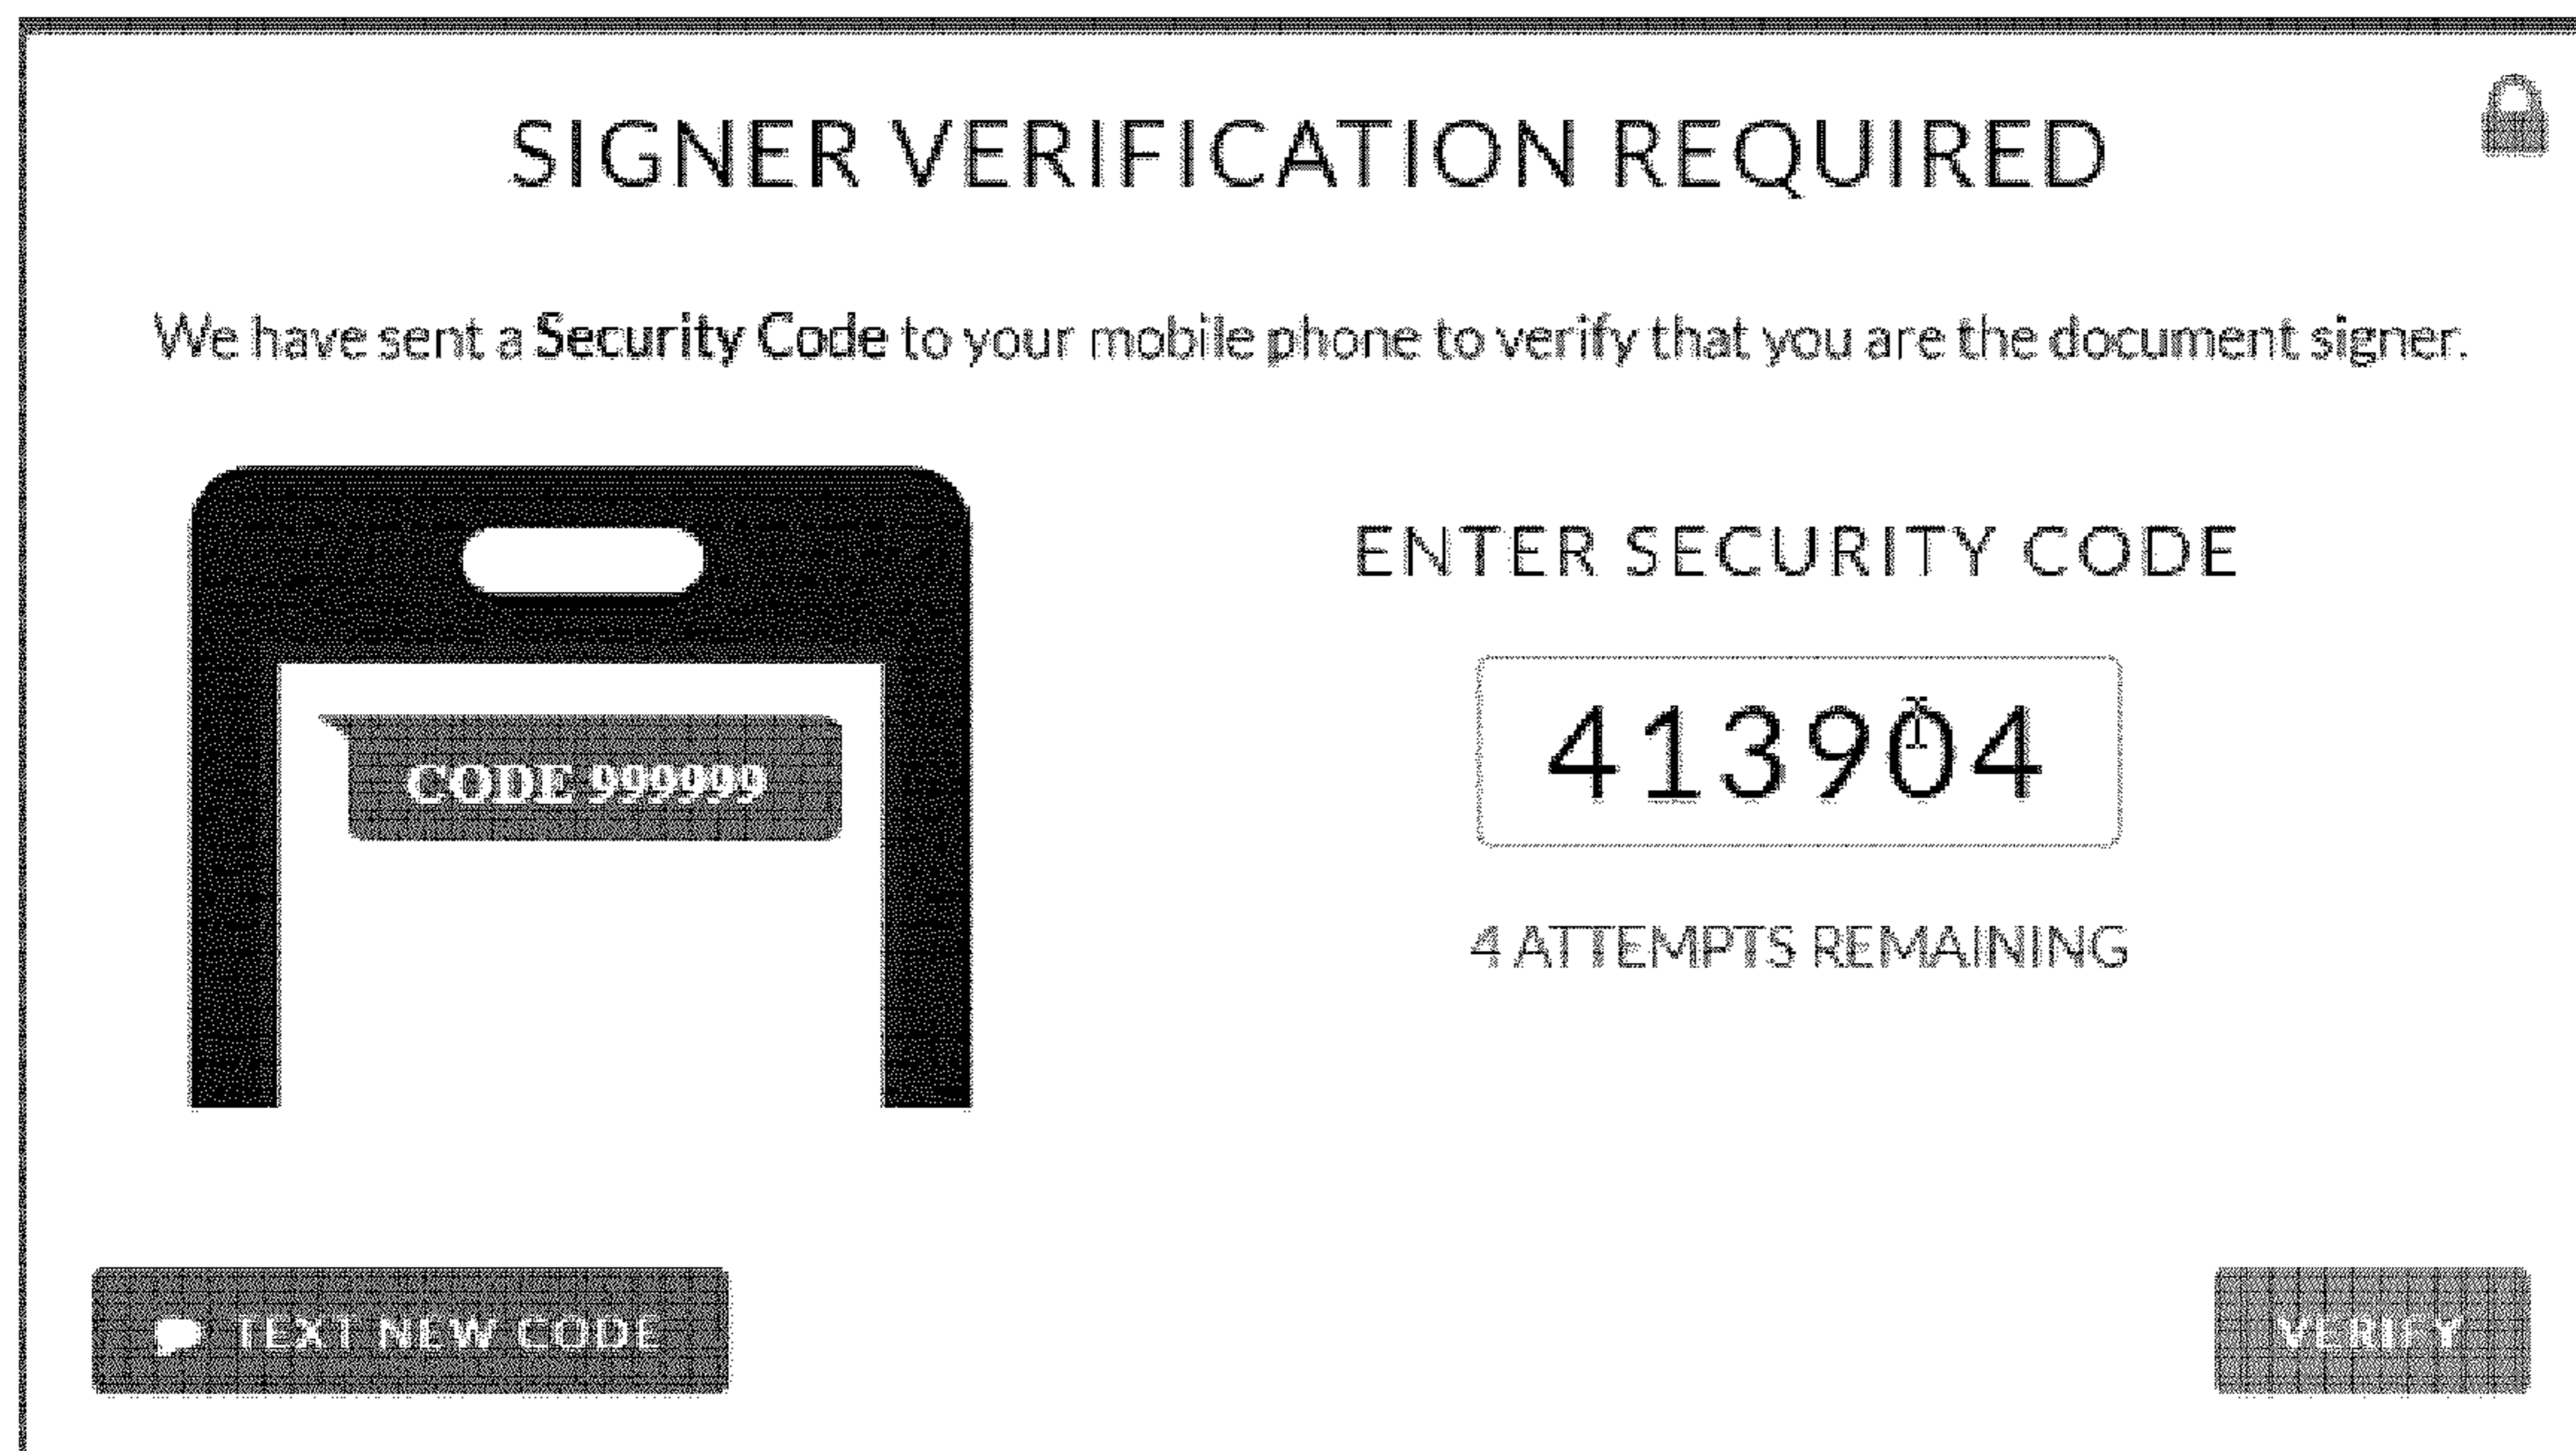 SIGNER VERIFICATION REQUIRED
We have sent a Security Code to your mobile phone to verify that you are the document signer.
ENTER SECURITY CODE
CODE 999999
413904
4 ATTEMPTS REMAINING
TEXT NEW CODE
VERIFY